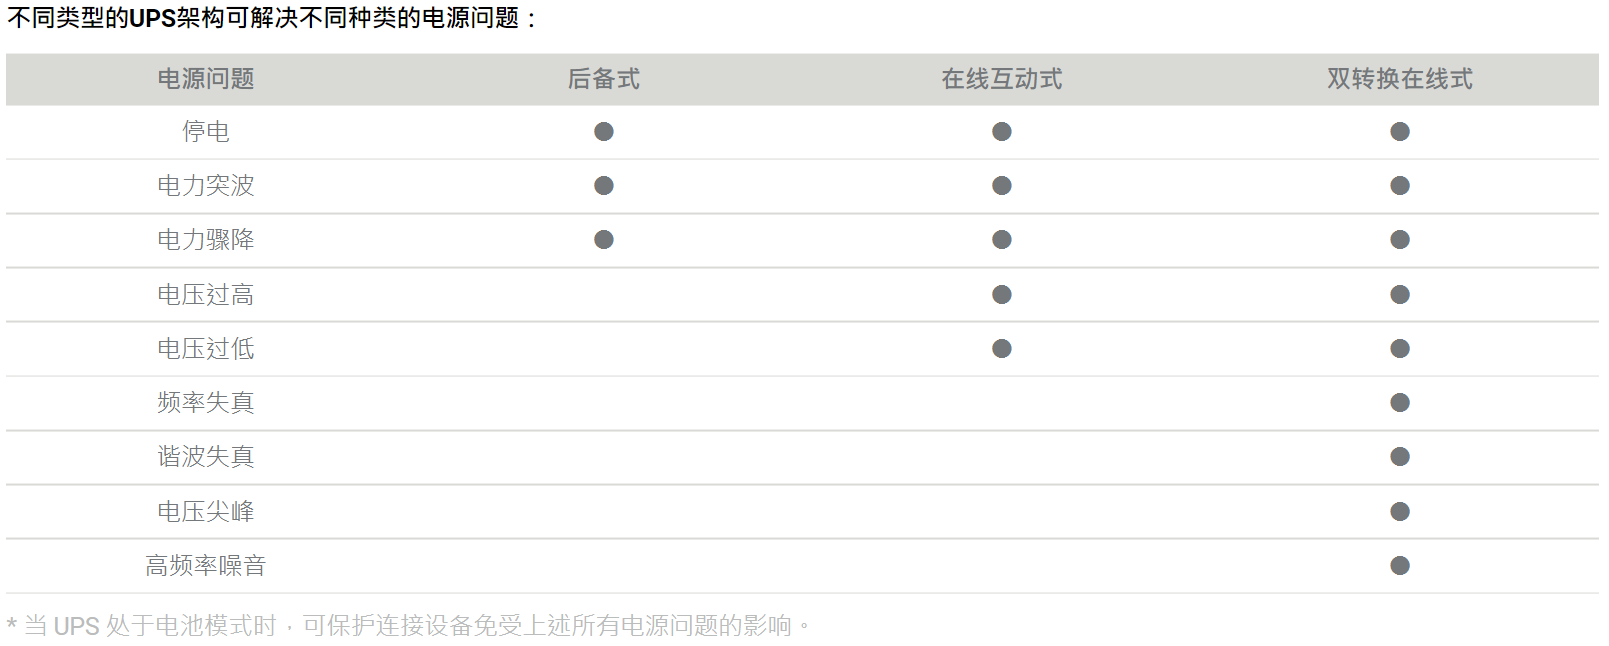 不同类型的UPS架构可解决不同种类的电源问题：
电源问题 后备式 在线互动式 双转换在线式
停电 ● ● ●
电力突波 ● ● ●
电力骤降 ● ● ●
电压过高 ● ●
电压过低 ● ●
频率失真 ●
谐波失真 ●
电压尖峰 ●
高频率噪音 ●
* 当 UPS 处于电池模式时，可保护连接设备免受上述所有电源问题的影响。